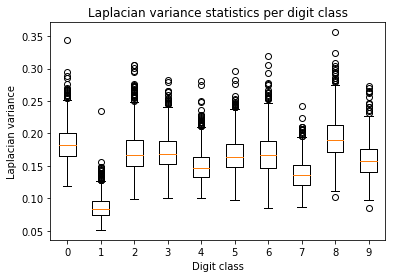 Laplacian variance statistics per digit class
0.35
0.30
0.25
0.20
0.15
0.10
0.05
Laplacian variance
0 1 2 3 4 5 6 7 8 9
Digit class